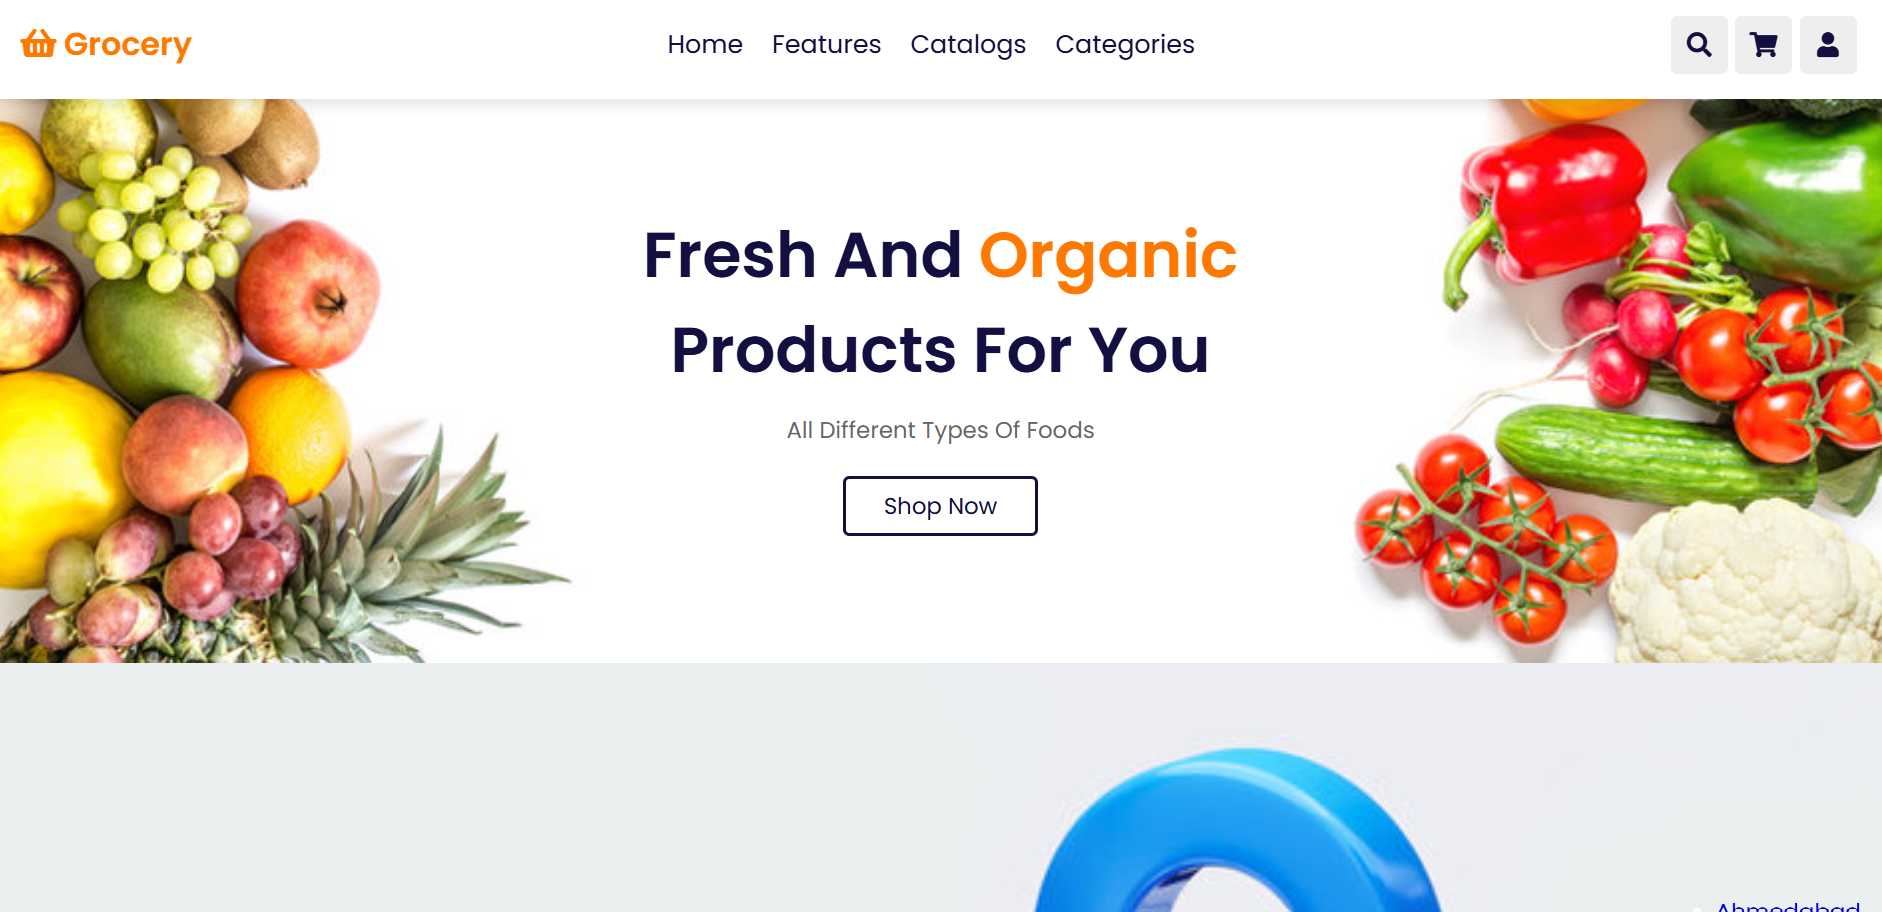 Grocery
Home Features Catalogs Categories
Fresh And Organic
Products For You
All Different Types Of Foods
Shop Now
Ahmedabad